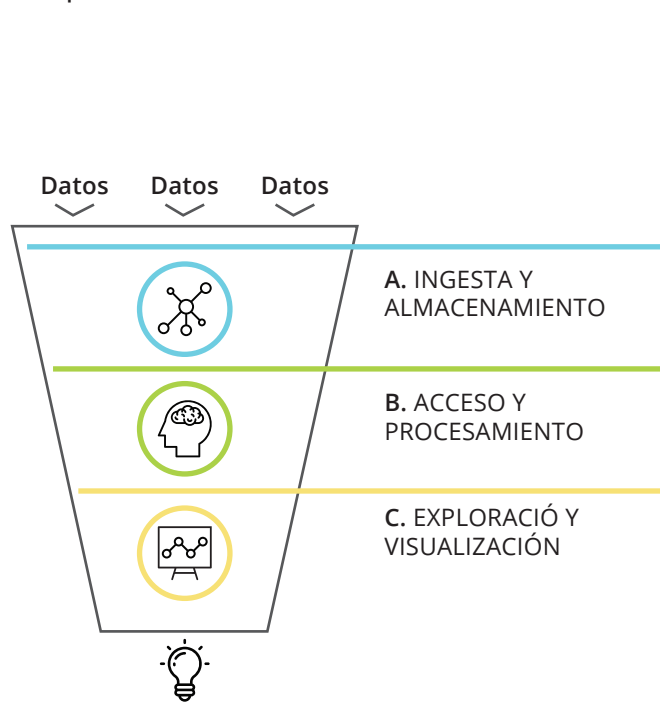 Datos Datos Datos
A. INGESTA Y
ALMACENAMIENTO
B. ACCESO Y
PROCESAMIENTO
C. EXPLORACIÓ Y
VISUALIZACIÓN